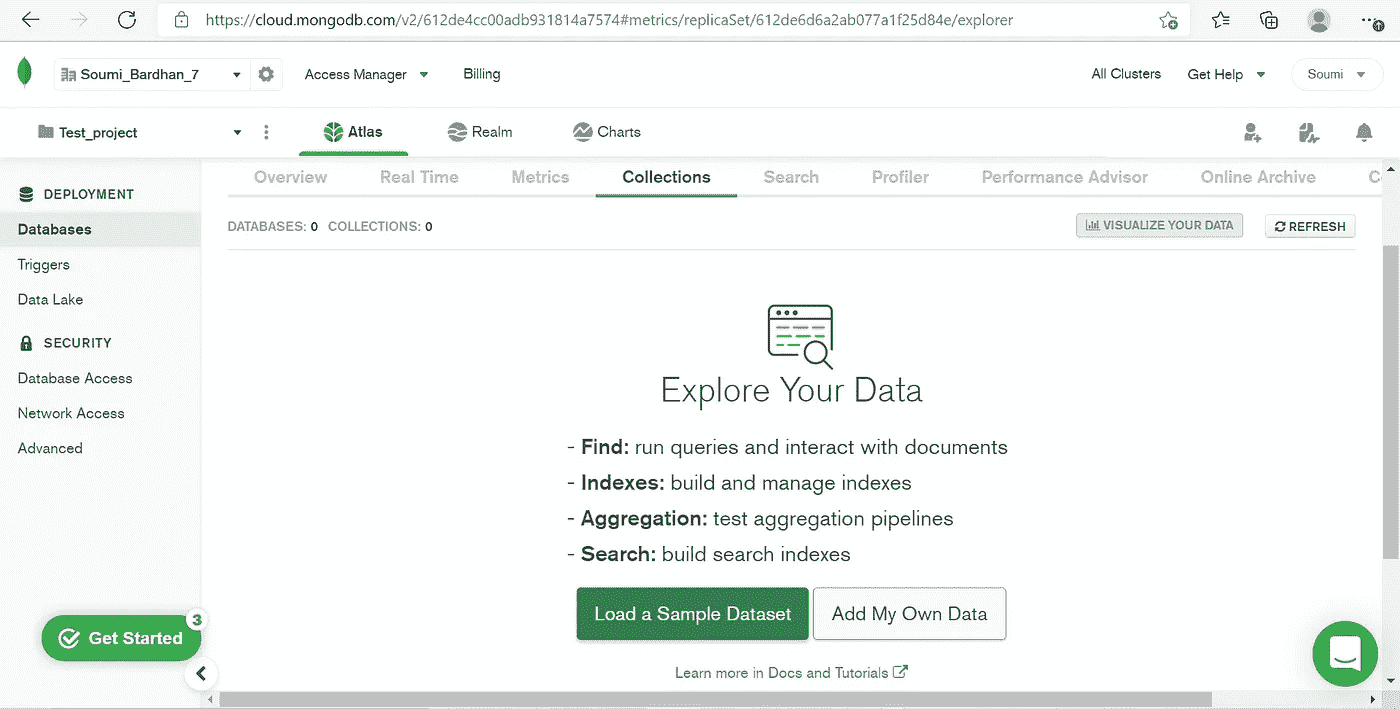 https://cloud.mongodb.com/v2/612de4cc00adb931814a7574#metrics/replicaSet/612de6d6a2ab077a1f25d84e/explorer
Soumi_Bardhan_7 Access Manager Billing All Clusters Get Help Soumi
Test_project Atlas Realm Charts
Overview Real Time Metrics Collections Search Profiler Performance Advisor Online Archive C
DEPLOYMENT
Databases
Triggers
Data Lake
SECURITY
Database Access
Network Access
Advanced
Get Started 3
DATABASES: 0 COLLECTIONS: 0 VISUALIZE YOUR DATA REFRESH
Explore Your Data
- Find: run queries and interact with documents
- Indexes: build and manage indexes
- Aggregation: test aggregation pipelines
- Search: build search indexes
Load a Sample Dataset Add My Own Data
Learn more in Docs and Tutorials